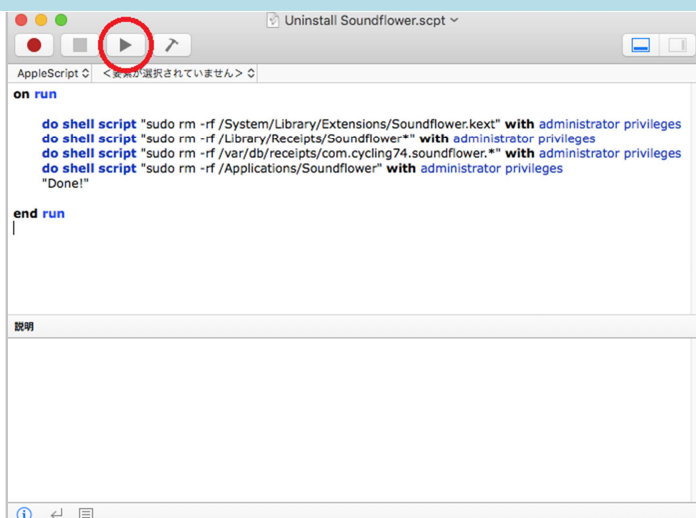 Uninstall Soundflower.scpt
AppleScript <要素が選択されていません>
on run
do shell script "sudo rm -rf /System/Library/Extensions/Soundflower.kext" with administrator privileges
do shell script "sudo rm -rf /Library/Receipts/Soundflower*" with administrator privileges
do shell script "sudo rm -rf /var/db/receipts/com.cycling74.soundflower.*" with administrator privileges
do shell script "sudo rm -rf /Applications/Soundflower" with administrator privileges
"Done!"
end run
説明